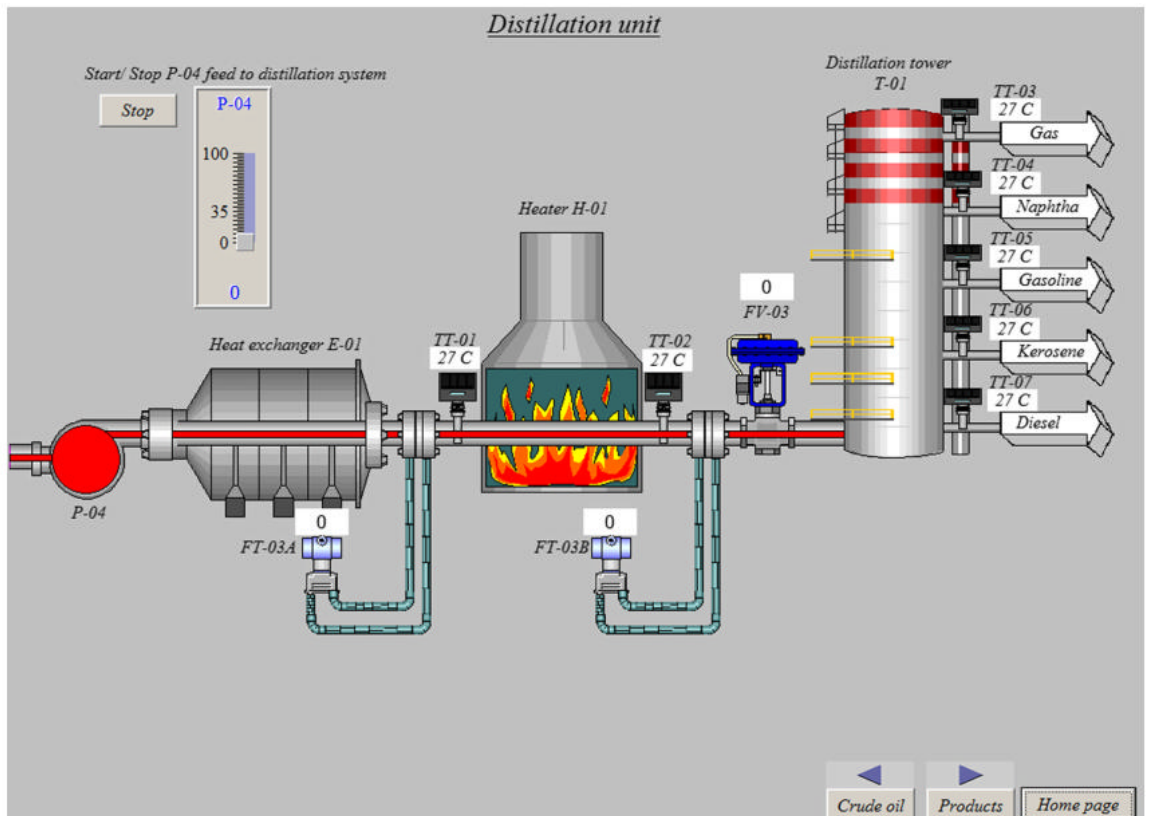 Distillation unit
Start/ Stop P-04 feed to distillation system
Stop
P-04
100
35
0
0
Distillation tower
T-01
TT-03
27 C
Gas
TT-04
27 C
Naphtha
TT-05
27 C
Gasoline
TT-06
27 C
Kerosene
TT-07
27 C
Diesel
Heater H-01
0
FV-03
Heat exchanger E-01
TT-01
27 C
TT-02
27 C
P-04
0
FT-03A
0
FT-03B
Crude oil
Products
Home page